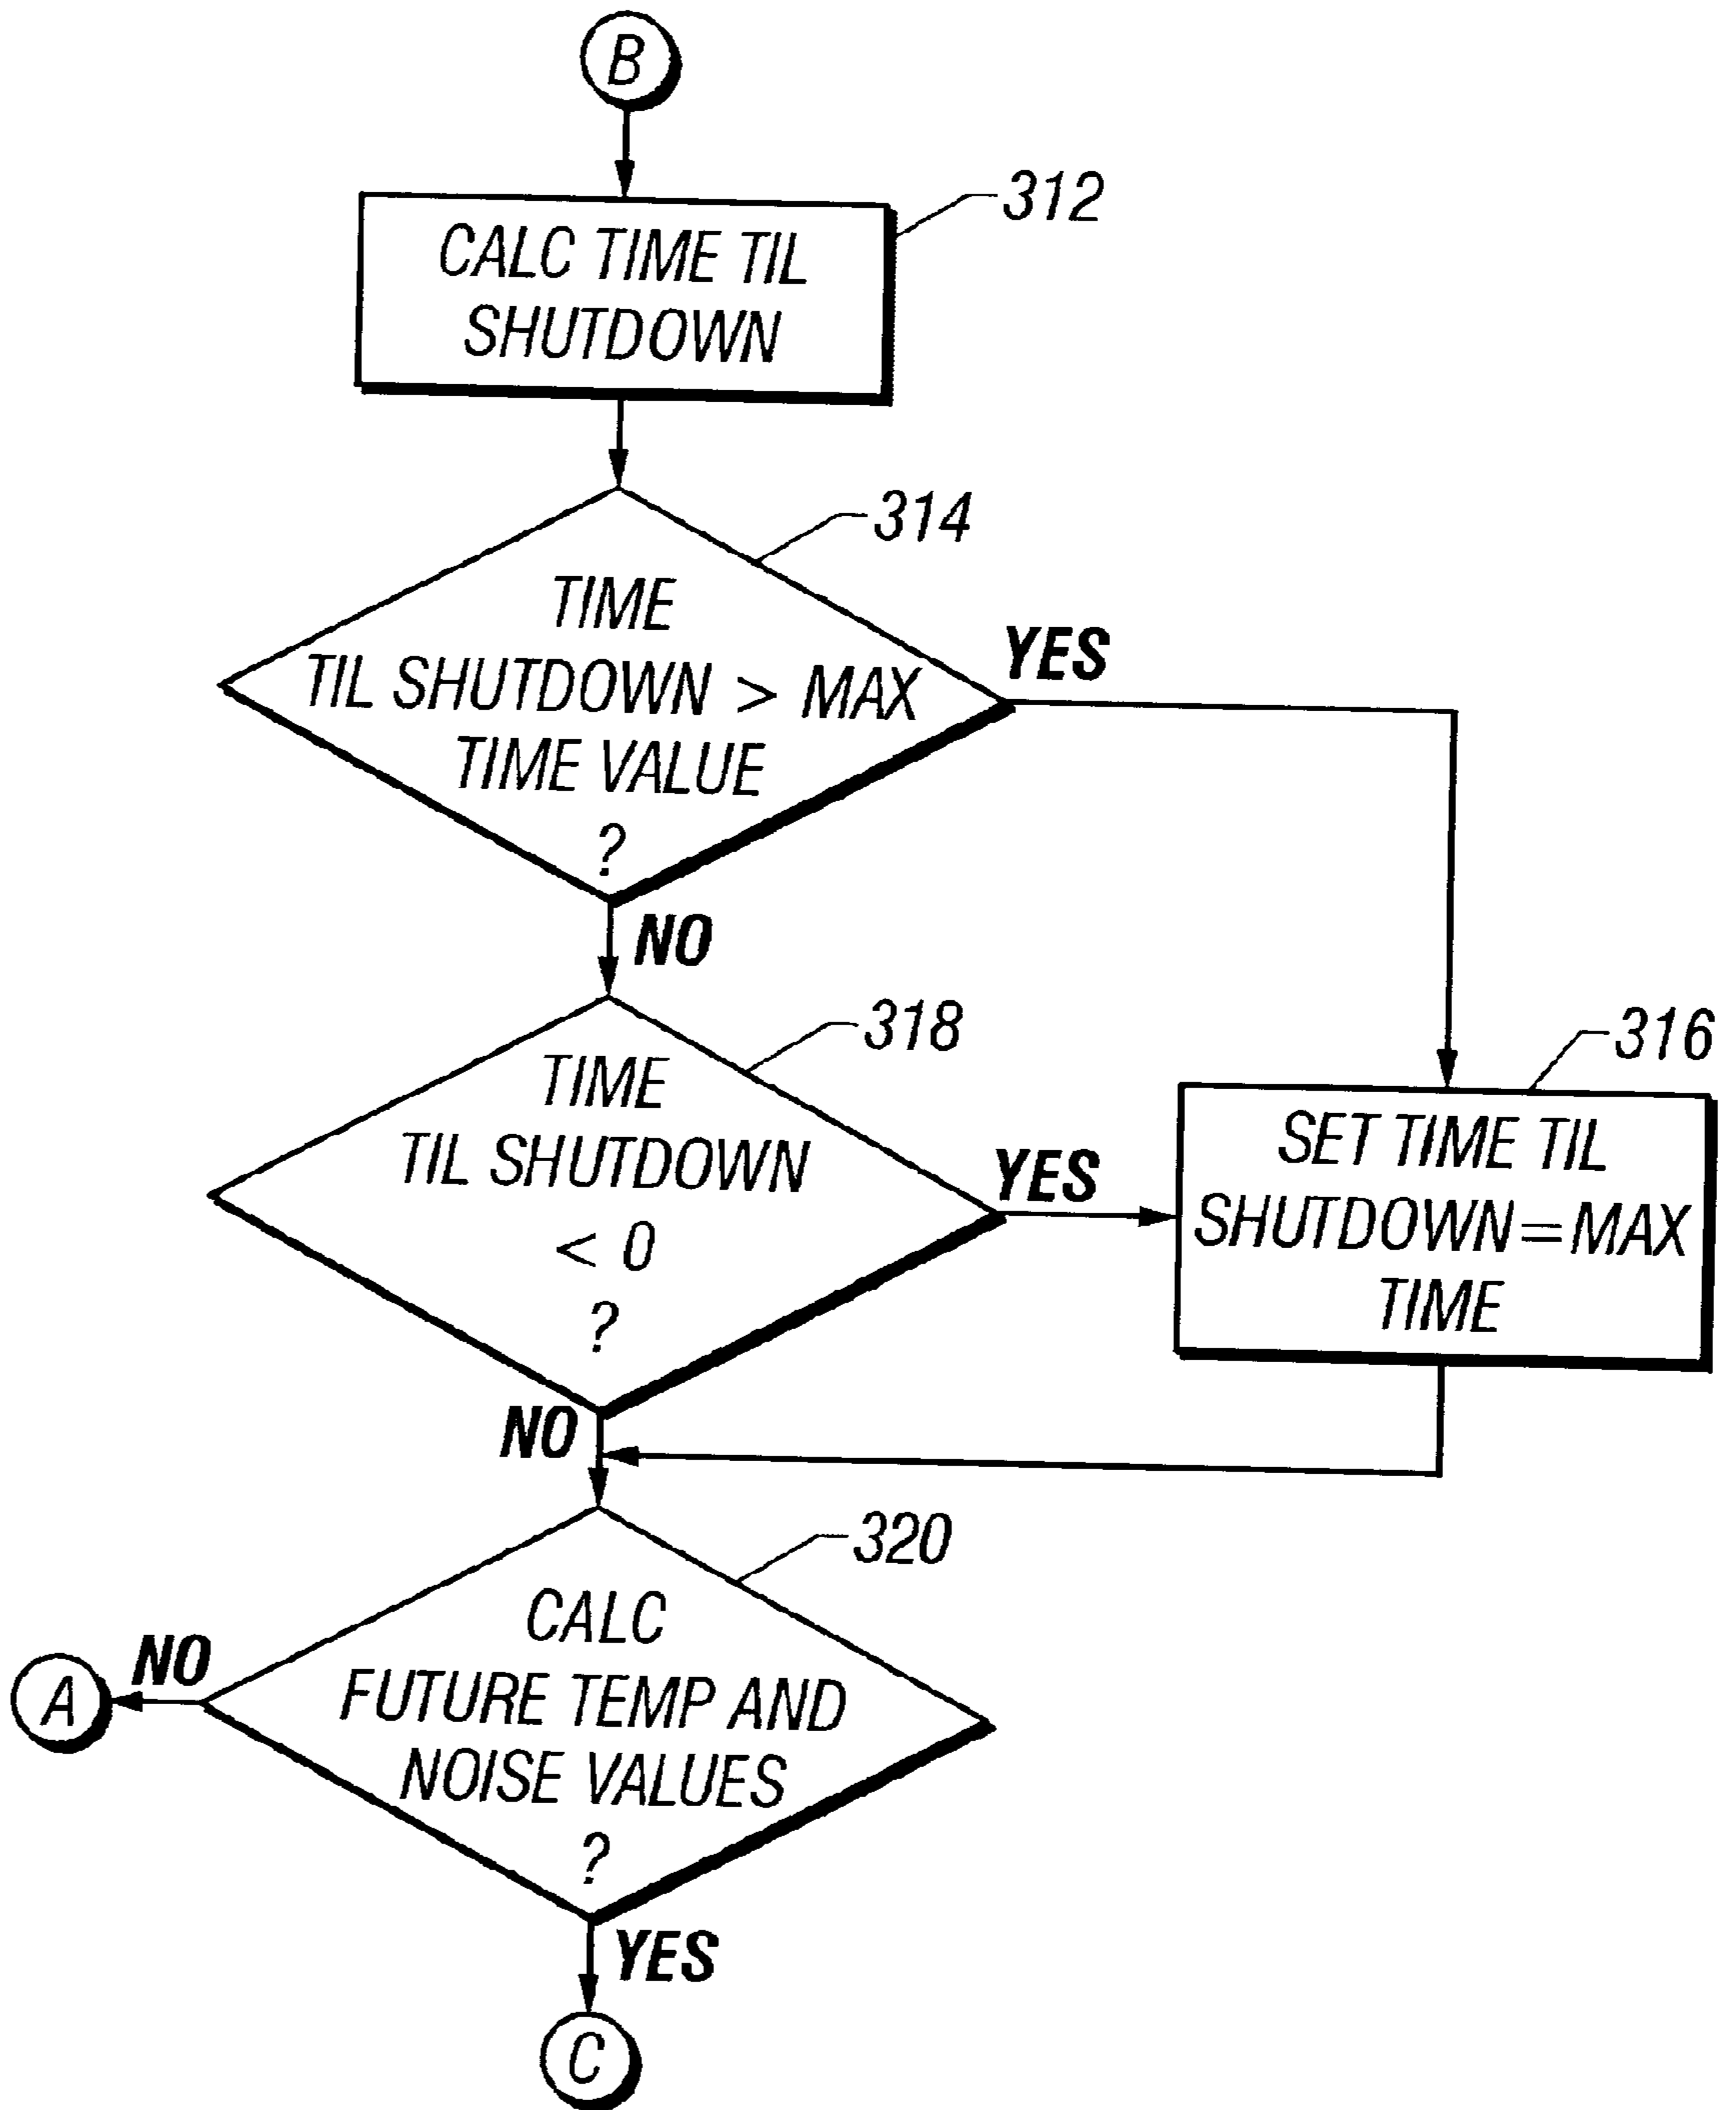 B
312
CALC TIME TIL
SHUTDOWN
314
TIME
TIL SHUTDOWN > MAX
TIME VALUE
?
YES
NO
318
TIME
TIL SHUTDOWN
< 0
?
YES
NO
316
SET TIME TIL
SHUTDOWN=MAX
TIME
320
CALC
FUTURE TEMP AND
NOISE VALUES
?
NO
A
YES
C